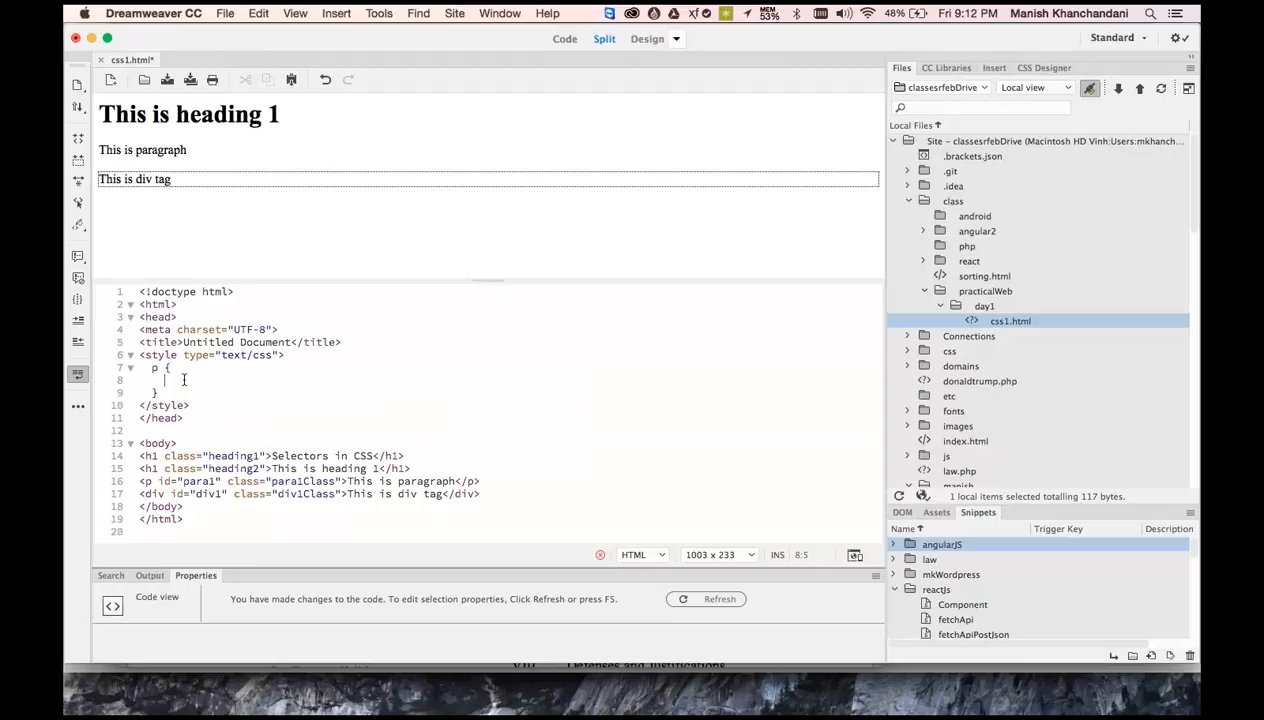 Dreamweaver CC File Edit View Insert Tools Find Site Window Help
MEM 53% 48% Fri 9:12 PM Manish Khanchandani
Code Split Design
Standard
css1.html*
Files CC Libraries Insert CSS Designer
classesrfebDrive Local view
Local Files
Site - classesrfebDrive (Macintosh HD Vinh:Users:mkhanch...
.brackets.json
.git
.idea
class
android
angular2
php
react
sorting.html
practicalWeb
day1
css1.html
Connections
css
domains
donaldtrump.php
etc
fonts
images
index.html
js
law.php
manish
1 local items selected totalling 117 bytes.
This is heading 1
This is paragraph
This is div tag
1 <!doctype html>
2 <html>
3 <head>
4 <meta charset="UTF-8">
5 <title>Untitled Document</title>
6 <style type="text/css">
7 p {
8
9 }
10 </style>
11 </head>
12
13 <body>
14 <h1 class="heading1">Selectors in CSS</h1>
15 <h1 class="heading2">This is heading 1</h1>
16 <p id="para1" class="para1Class">This is paragraph</p>
17 <div id="div1" class="div1Class">This is div tag</div>
18 </body>
19 </html>
20
HTML 1003 x 233 INS 8:5
Search Output Properties
Code view
You have made changes to the code. To edit selection properties, Click Refresh or press F5.
Refresh
DOM Assets Snippets
Name Trigger Key Description
angularJS
law
mkWordpress
reactJs
Component
fetchApi
fetchApiPostJson
VIII Defenses and Justifications